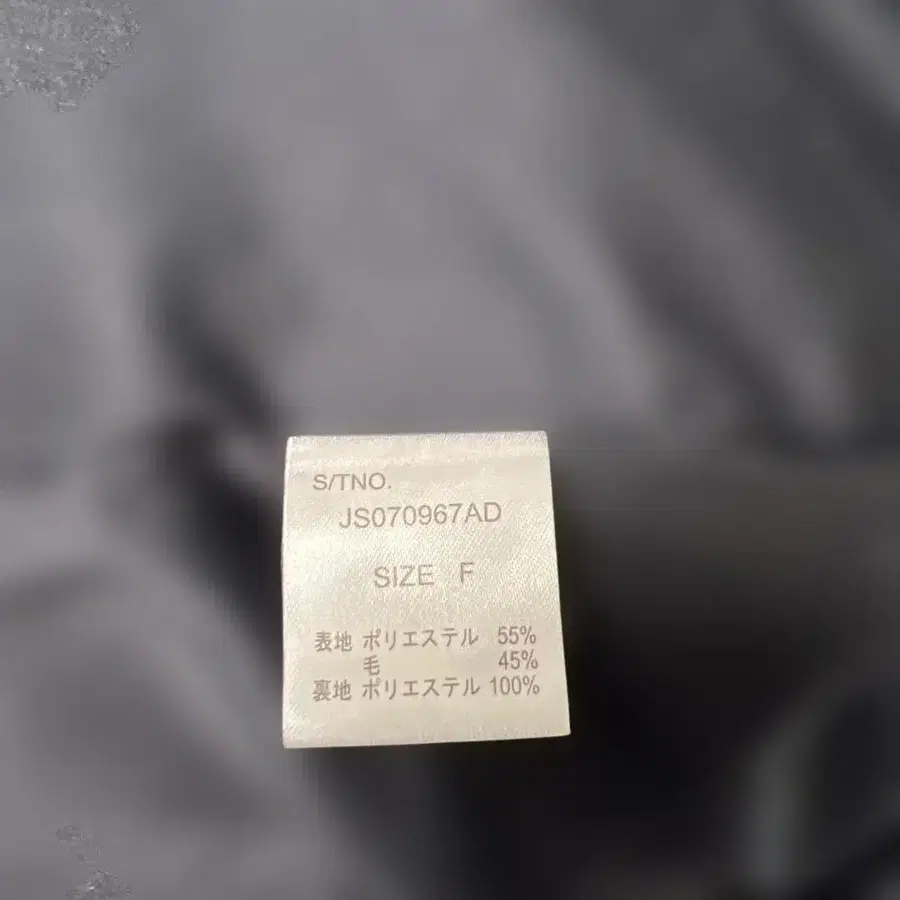 S/TNO.
JS070967AD
SIZE F
表地 ポリエステル 55%
毛 45%
裏地 ポリエステル 100%